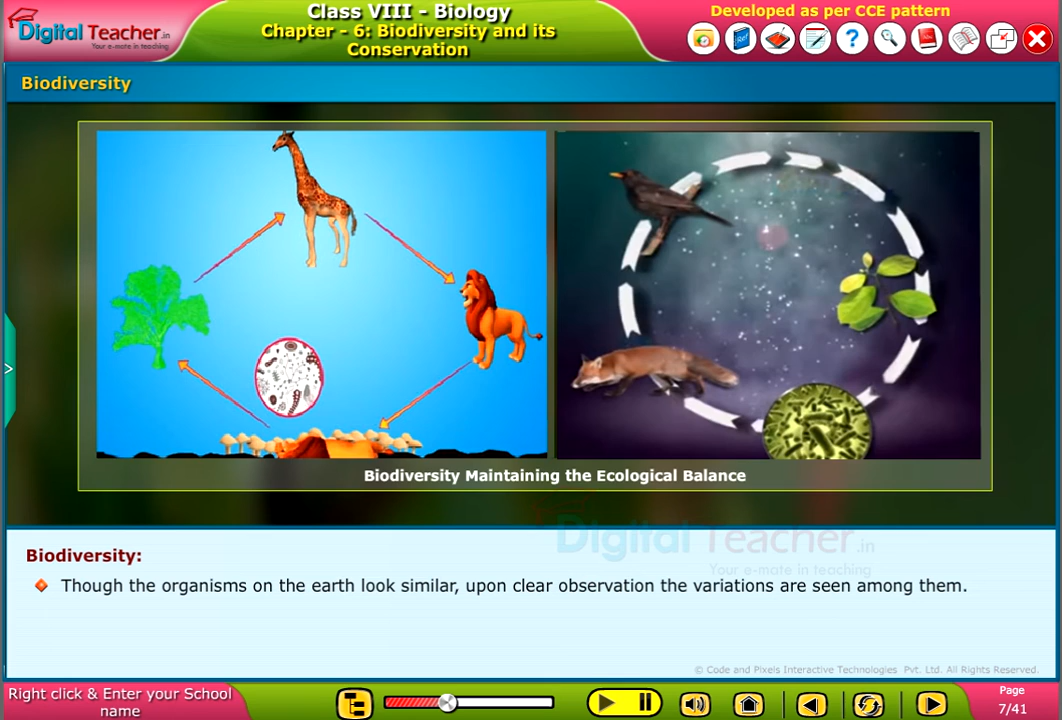 Digital Teacher.in
Your e-mate in teaching
Class VIII - Biology
Chapter - 6: Biodiversity and its
Conservation
Developed as per CCE pattern
Ref
Biodiversity
Biodiversity Maintaining the Ecological Balance
Digital Teacher.in
Your e-mate in teaching
Biodiversity:
Though the organisms on the earth look similar, upon clear observation the variations are seen among them.
© Code and Pixels Interactive Technologies Pvt. Ltd. All Rights Reserved.
Right click & Enter your School
name
Page
7/41